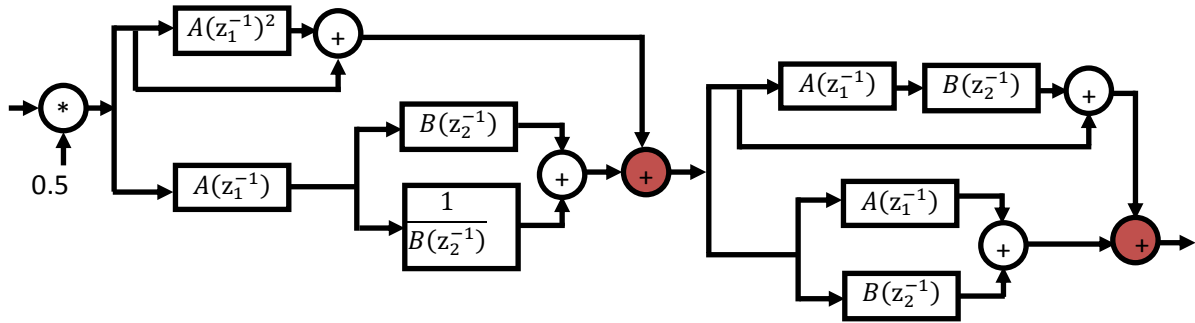 A(z₁⁻¹)²
+
*
0.5
A(z₁⁻¹)
B(z₂⁻¹)
1
B(z₂⁻¹)
+
+
A(z₁⁻¹)
B(z₂⁻¹)
+
A(z₁⁻¹)
B(z₂⁻¹)
+
+